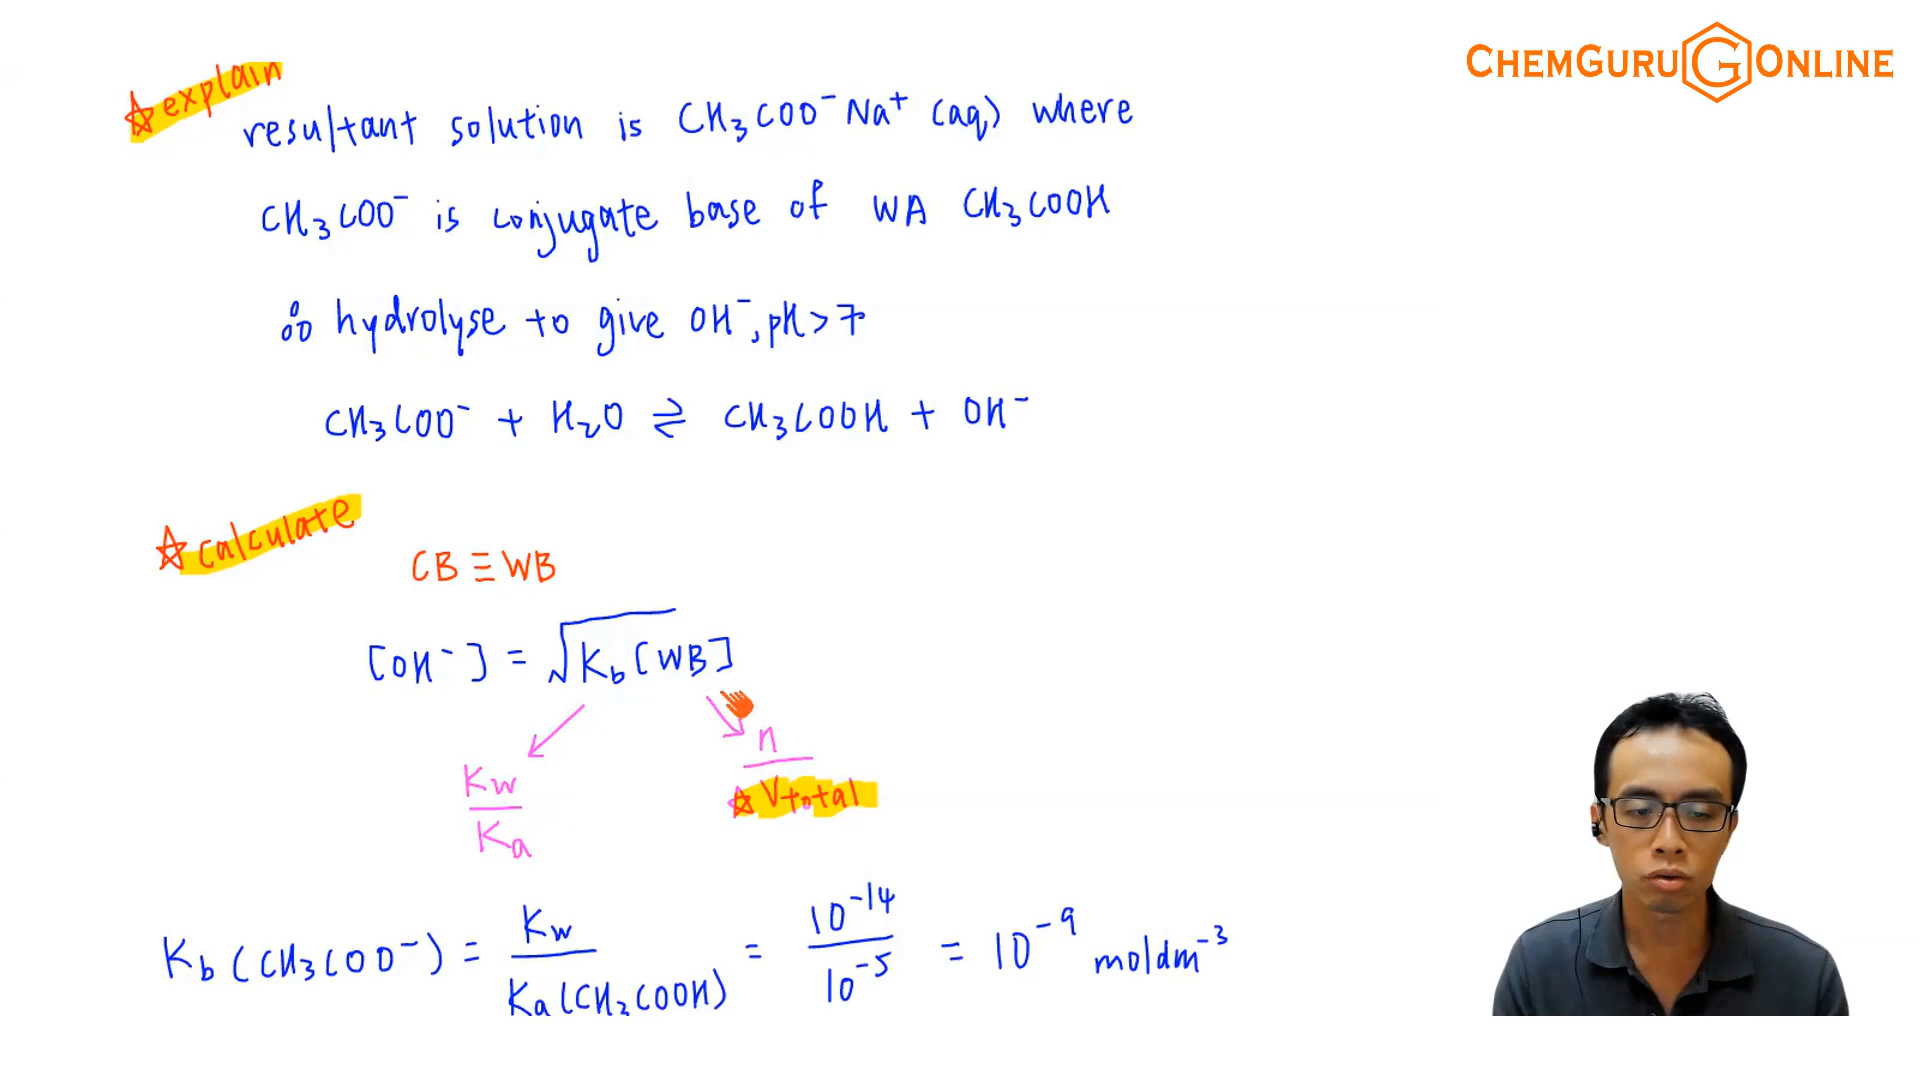 CHEMGURU G ONLINE
☆ explain
resultant solution is CH₃COO⁻Na⁺ (aq) where
CH₃COO⁻ is conjugate base of WA CH₃COOH
∴ hydrolyse to give OH⁻, pH > 7
CH₃COO⁻ + H₂O ⇌ CH₃COOH + OH⁻
☆ calculate
CB ≡ WB
[OH⁻] = √Kb[WB]
Kw/Ka
n/☆ Vtotal
Kb (CH₃COO⁻) = Kw/Ka(CH₃COOH) = 10⁻¹⁴/10⁻⁵ = 10⁻⁹ moldm⁻³